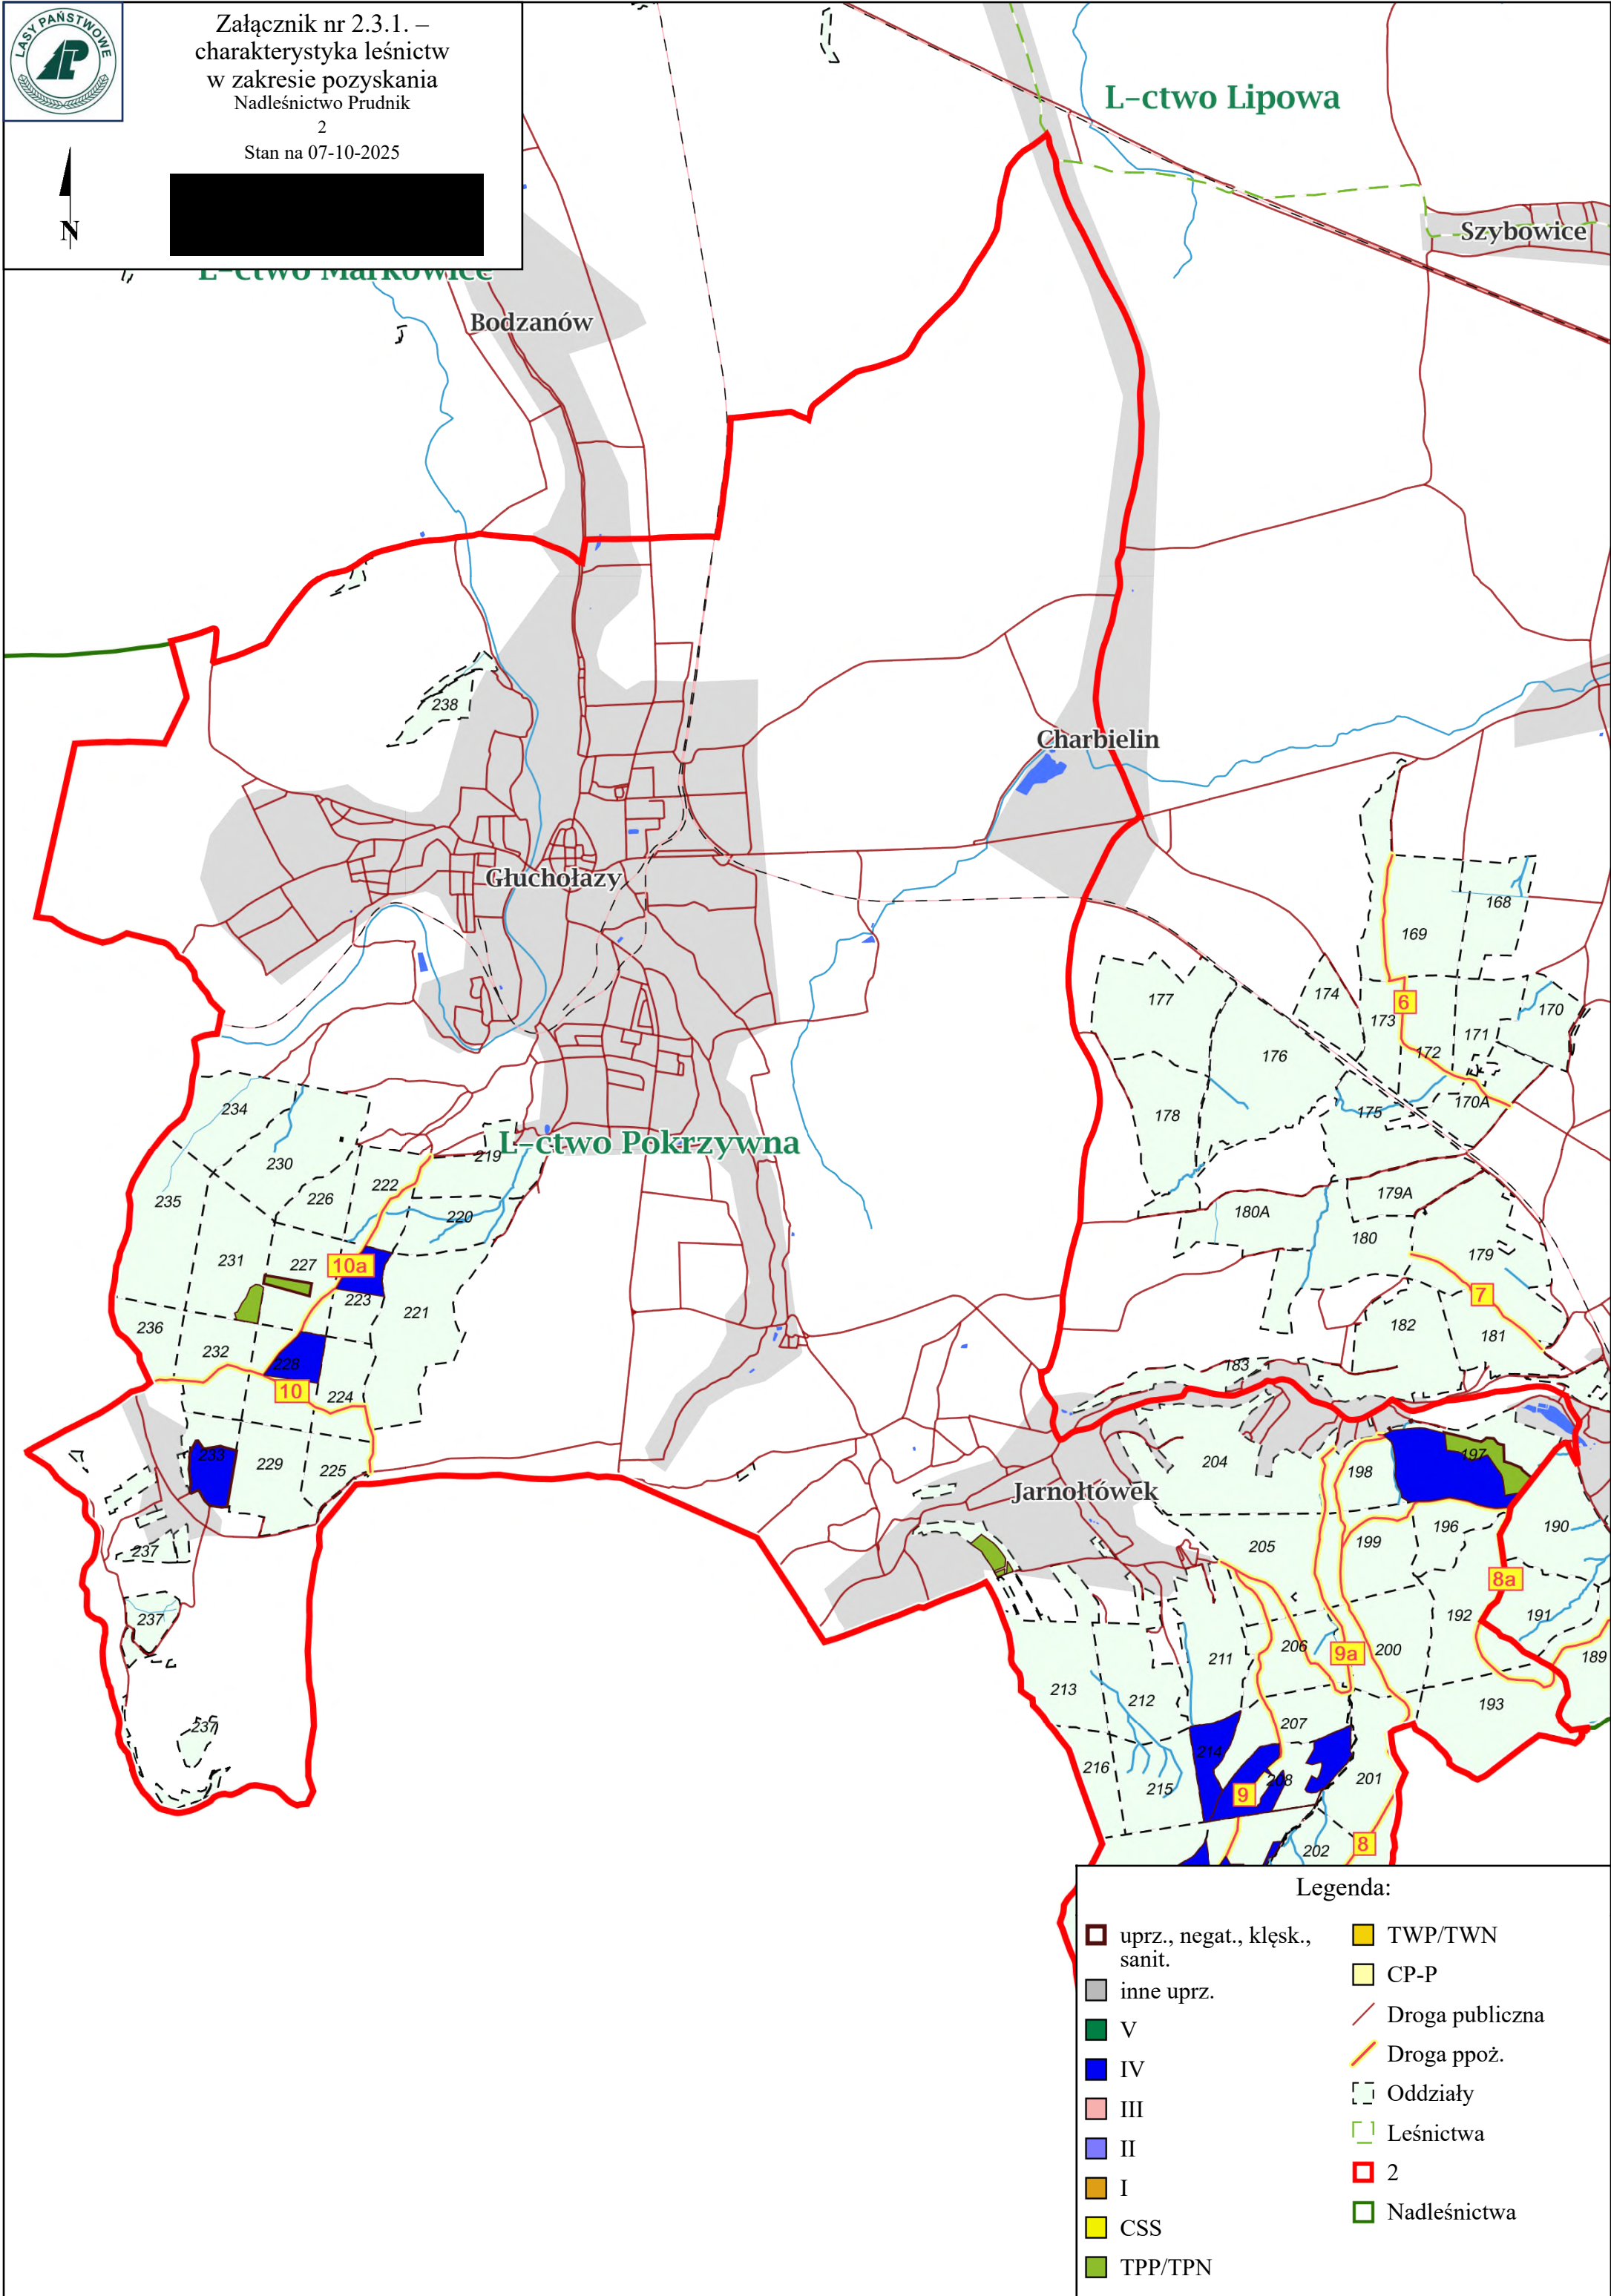 LASY PAŃSTWOWE
Załącznik nr 2.3.1. –
charakterystyka leśnictw
w zakresie pozyskania
Nadleśnictwo Prudnik
2
Stan na 07-10-2025
N
L-ctwo Lipowa
Szybowice
L-ctwo Markowice
Bodzanów
238
Charbielin
Głuchołazy
168
169
177
174
6
173
170
171
176
172
170A
175
178
234
L-ctwo Pokrzywna
219
230
222
226
235
179A
180A
220
180
231
227
10a
179
223
7
221
236
182
181
232
228
183
10
224
233
229
225
204
198
197
Jarnołtówek
196
190
205
199
237
8a
192
191
237
206
9a
200
211
189
213
212
193
237
207
214
216
208
201
215
9
202
8
Legenda:
uprz., negat., klęsk.,
sanit.
inne uprz.
V
IV
III
II
I
CSS
TPP/TPN
TWP/TWN
CP-P
Droga publiczna
Droga ppoż.
Oddziały
Leśnictwa
2
Nadleśnictwa